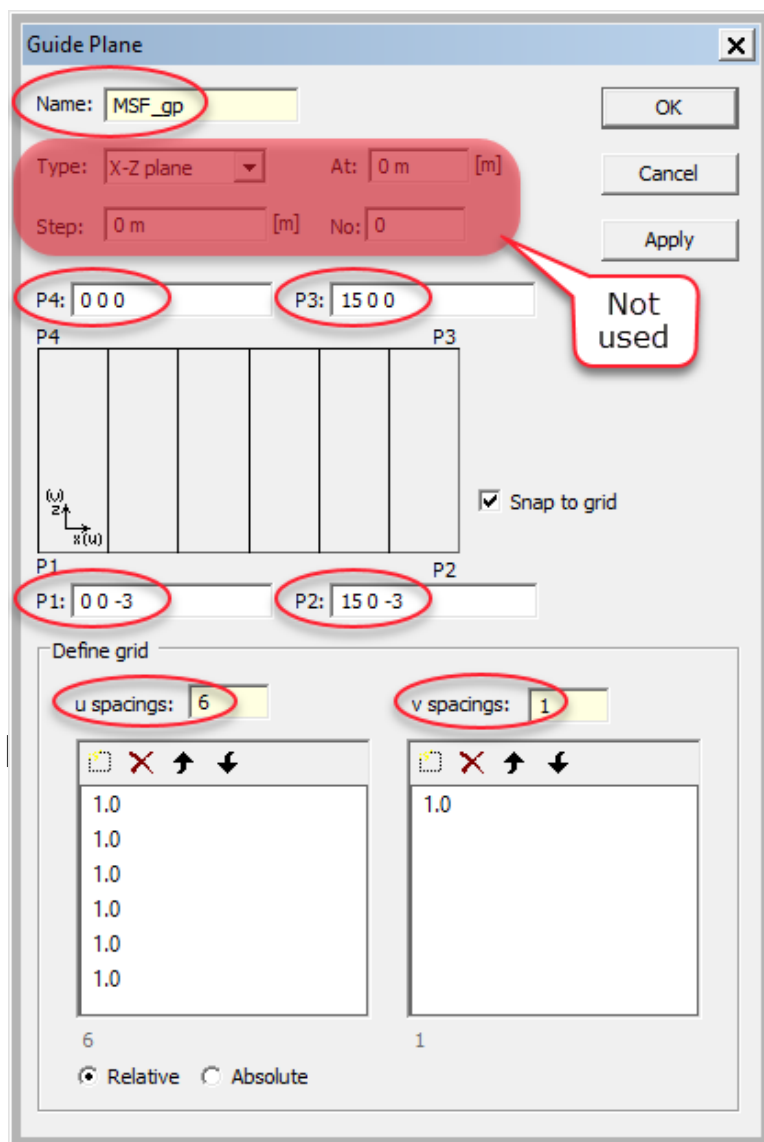 Guide Plane
Name: MSF_gp
OK
Type: X-Z plane At: 0 m [m]
Cancel
Step: 0 m [m] No: 0
Apply
P4: 0 0 0 P3: 15 0 0
Not
used
P4 P3
(v)
z
x(u)
Snap to grid
P1 P2
P1: 0 0 -3 P2: 15 0 -3
Define grid
u spacings: 6 v spacings: 1
1.0 1.0
1.0
1.0
1.0
1.0
1.0
6 1
Relative Absolute